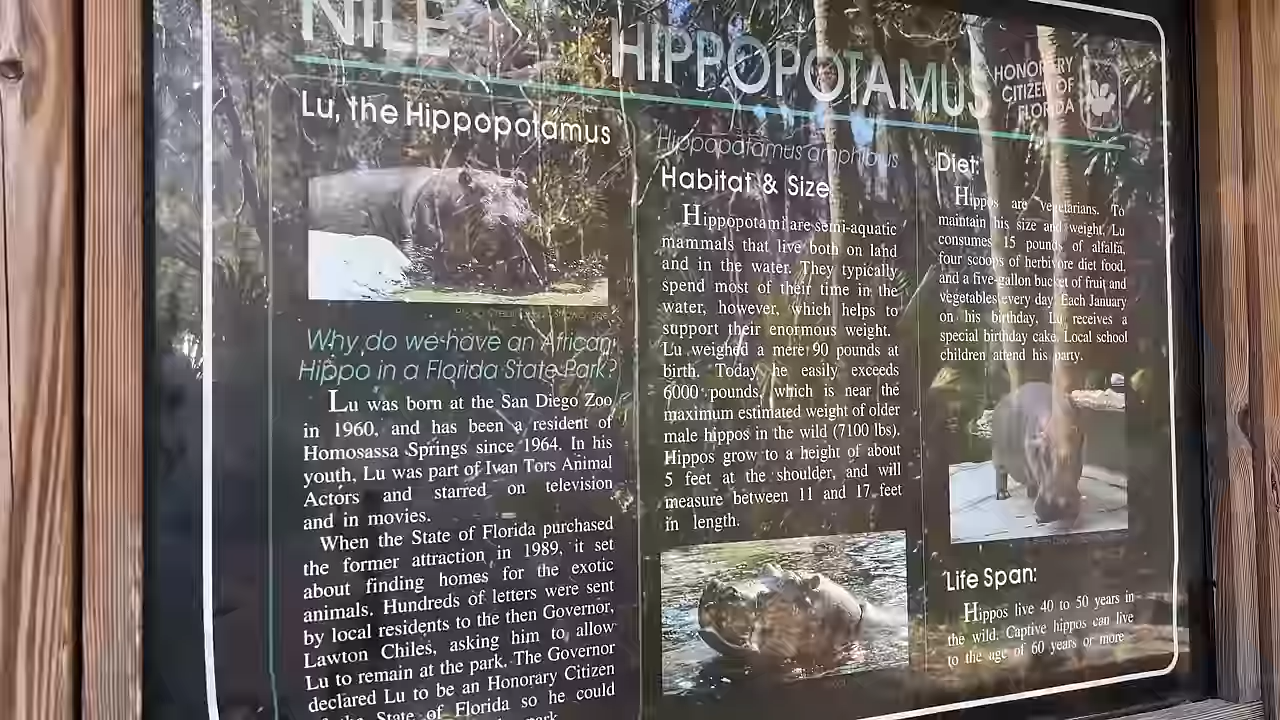 NILE HIPPOPOTAMUS
HONORARY
CITIZEN OF
FLORIDA
Lu, the Hippopotamus
Why do we have an African
Hippo in a Florida State Park?
Lu was born at the San Diego Zoo
in 1960, and has been a resident of
Homosassa Springs since 1964. In his
youth, Lu was part of Ivan Tors Animal
Actors and starred on television
and in movies.
When the State of Florida purchased
the former attraction in 1989, it set
about finding homes for the exotic
animals. Hundreds of letters were sent
by local residents to the then Governor,
Lawton Chiles, asking him to allow
Lu to remain at the park. The Governor
declared Lu to be an Honorary Citizen
of the State of Florida so he could
park.
Hippopotamus amphibius
Habitat & Size
Hippopotami are semi-aquatic
mammals that live both on land
and in the water. They typically
spend most of their time in the
water, however, which helps to
support their enormous weight.
Lu weighed a mere 90 pounds at
birth. Today he easily exceeds
6000 pounds, which is near the
maximum estimated weight of older
male hippos in the wild (7100 lbs).
Hippos grow to a height of about
5 feet at the shoulder, and will
measure between 11 and 17 feet
in length.
Diet:
Hippos are vegetarians. To
maintain his size and weight, Lu
consumes 15 pounds of alfalfa,
four scoops of herbivore diet food,
and a five-gallon bucket of fruit and
vegetables every day. Each January
on his birthday, Lu receives a
special birthday cake. Local school
children attend his party.
Life Span:
Hippos live 40 to 50 years in
the wild. Captive hippos can live
to the age of 60 years or more